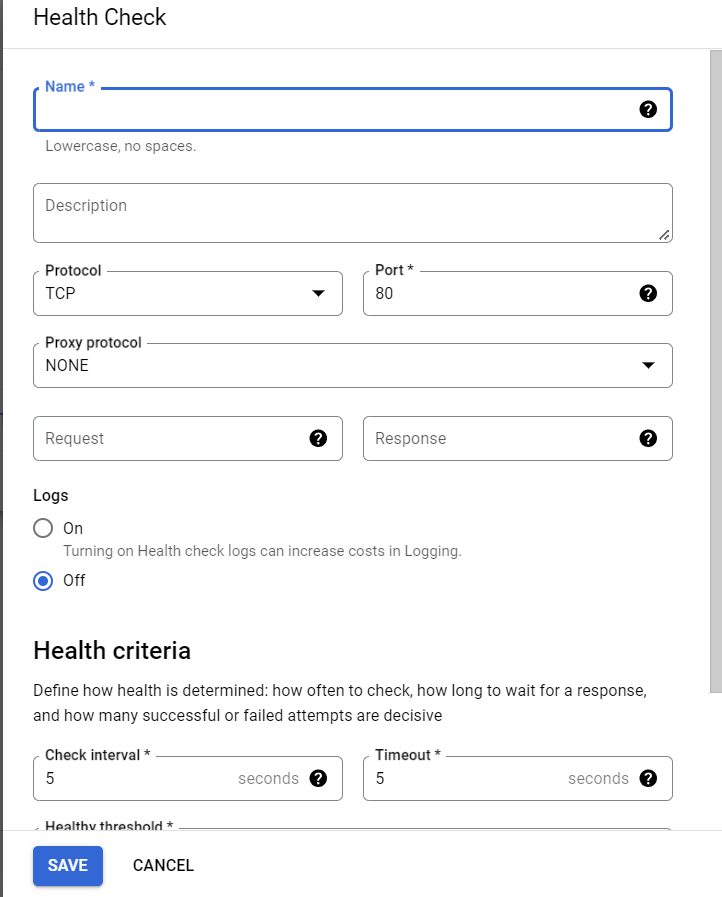 Health Check
Name *
Lowercase, no spaces.
Description
Protocol
TCP
Port *
80
Proxy protocol
NONE
Request
Response
Logs
On
Turning on Health check logs can increase costs in Logging.
Off
Health criteria
Define how health is determined: how often to check, how long to wait for a response,
and how many successful or failed attempts are decisive
Check interval *
5 seconds
Timeout *
5 seconds
Healthy threshold *
SAVE CANCEL